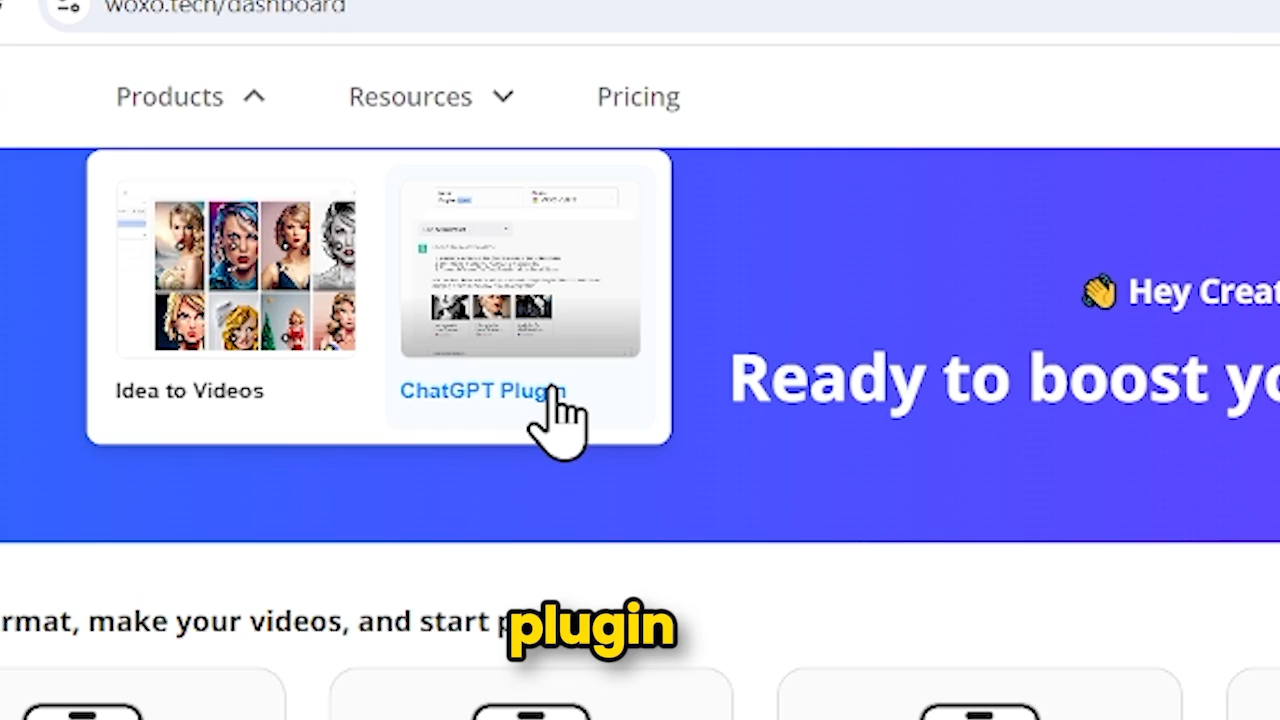 woxo.tech/dashboard
Products
Resources
Pricing
Idea to Videos
ChatGPT Plugin
👋 Hey Creat
Ready to boost yo
rmat, make your videos, and start p
plugin